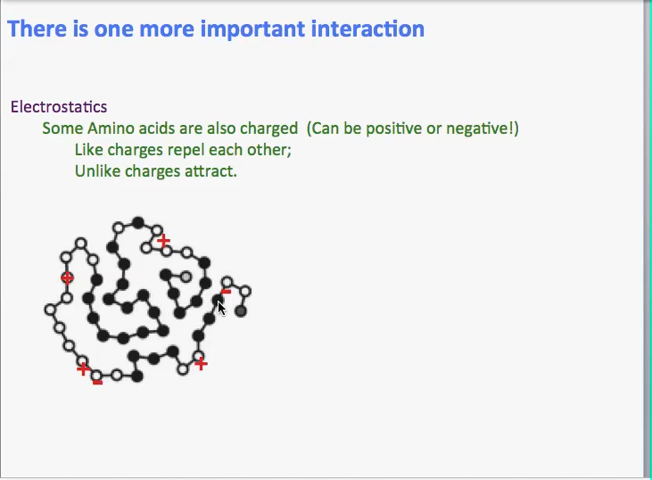 There is one more important interaction
Electrostatics
Some Amino acids are also charged (Can be positive or negative!)
Like charges repel each other;
Unlike charges attract.
+
-
+
+
+
-